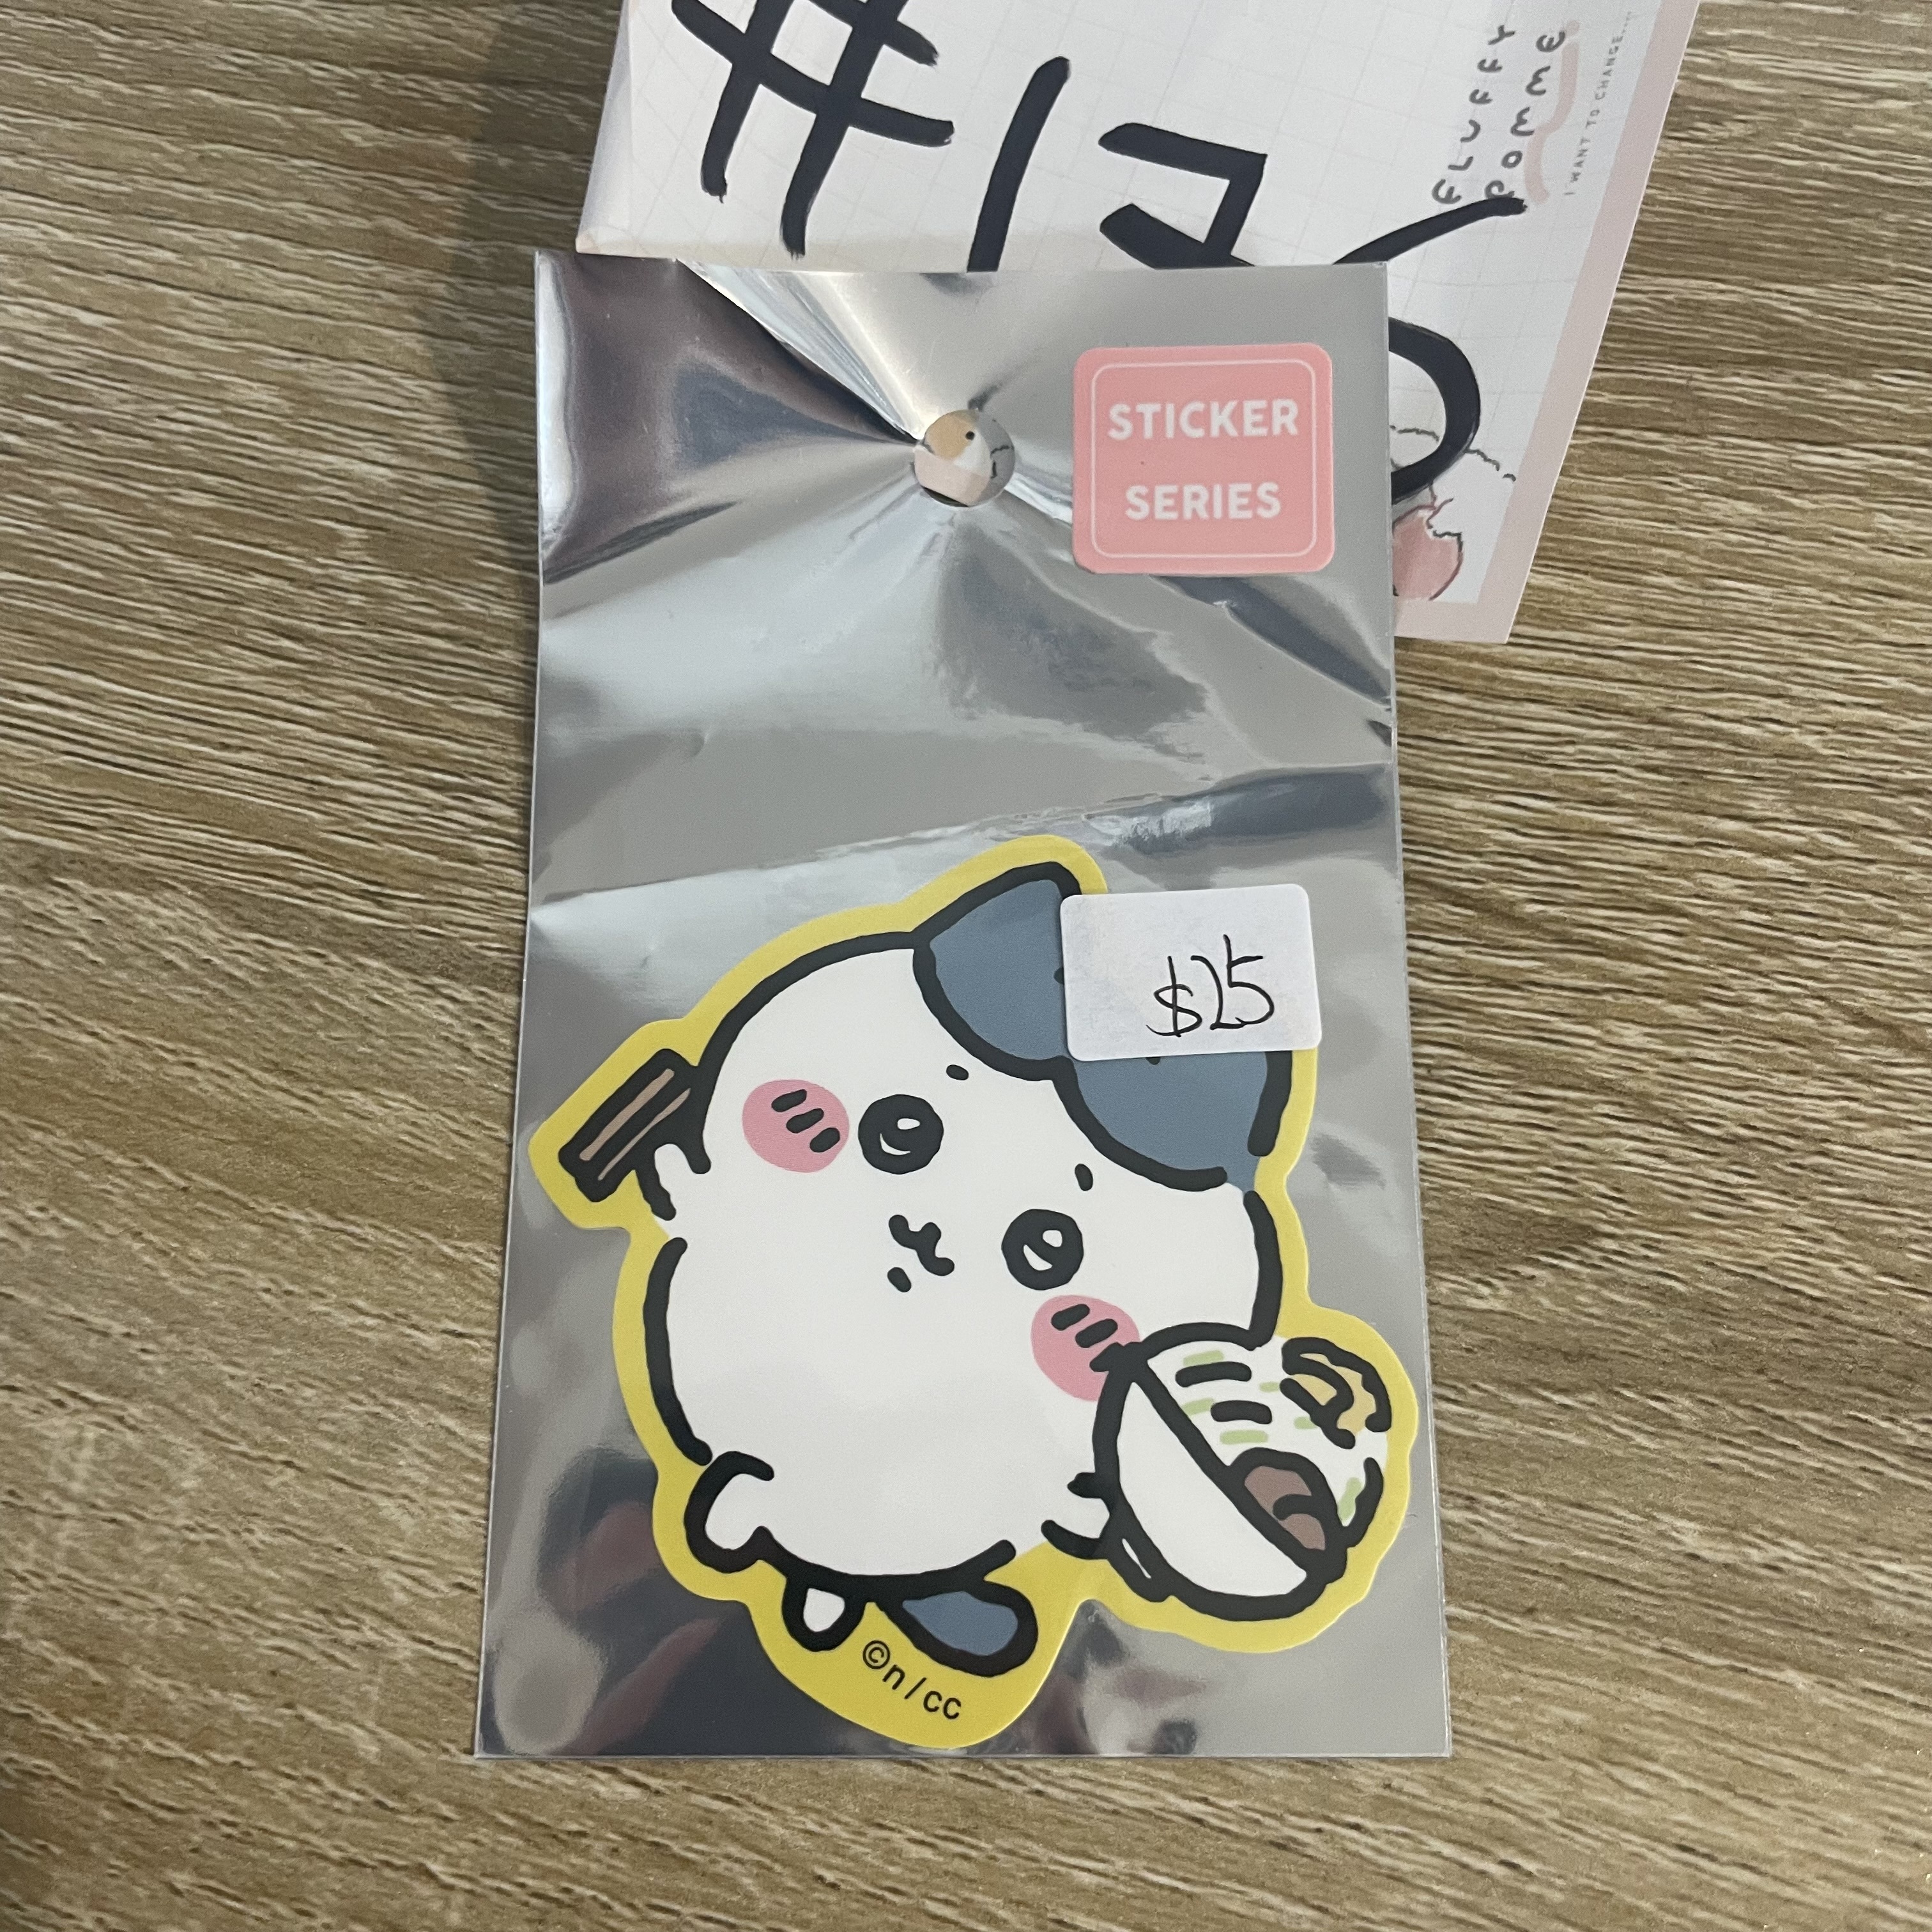 FLUFFY
POMME
I WANT TO CHANGE...
STICKER
SERIES
$25
©n/cc